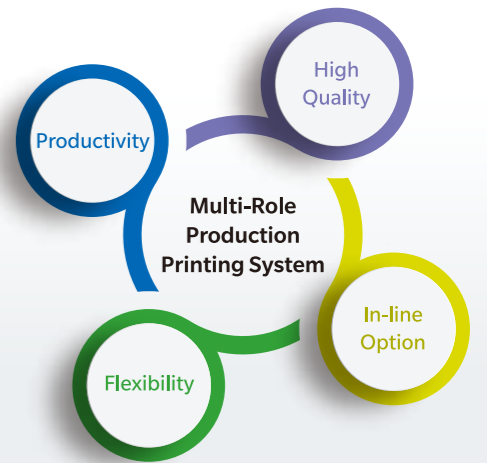 High
Quality
Productivity
Multi-Role
Production
Printing System
In-line
Option
Flexibility